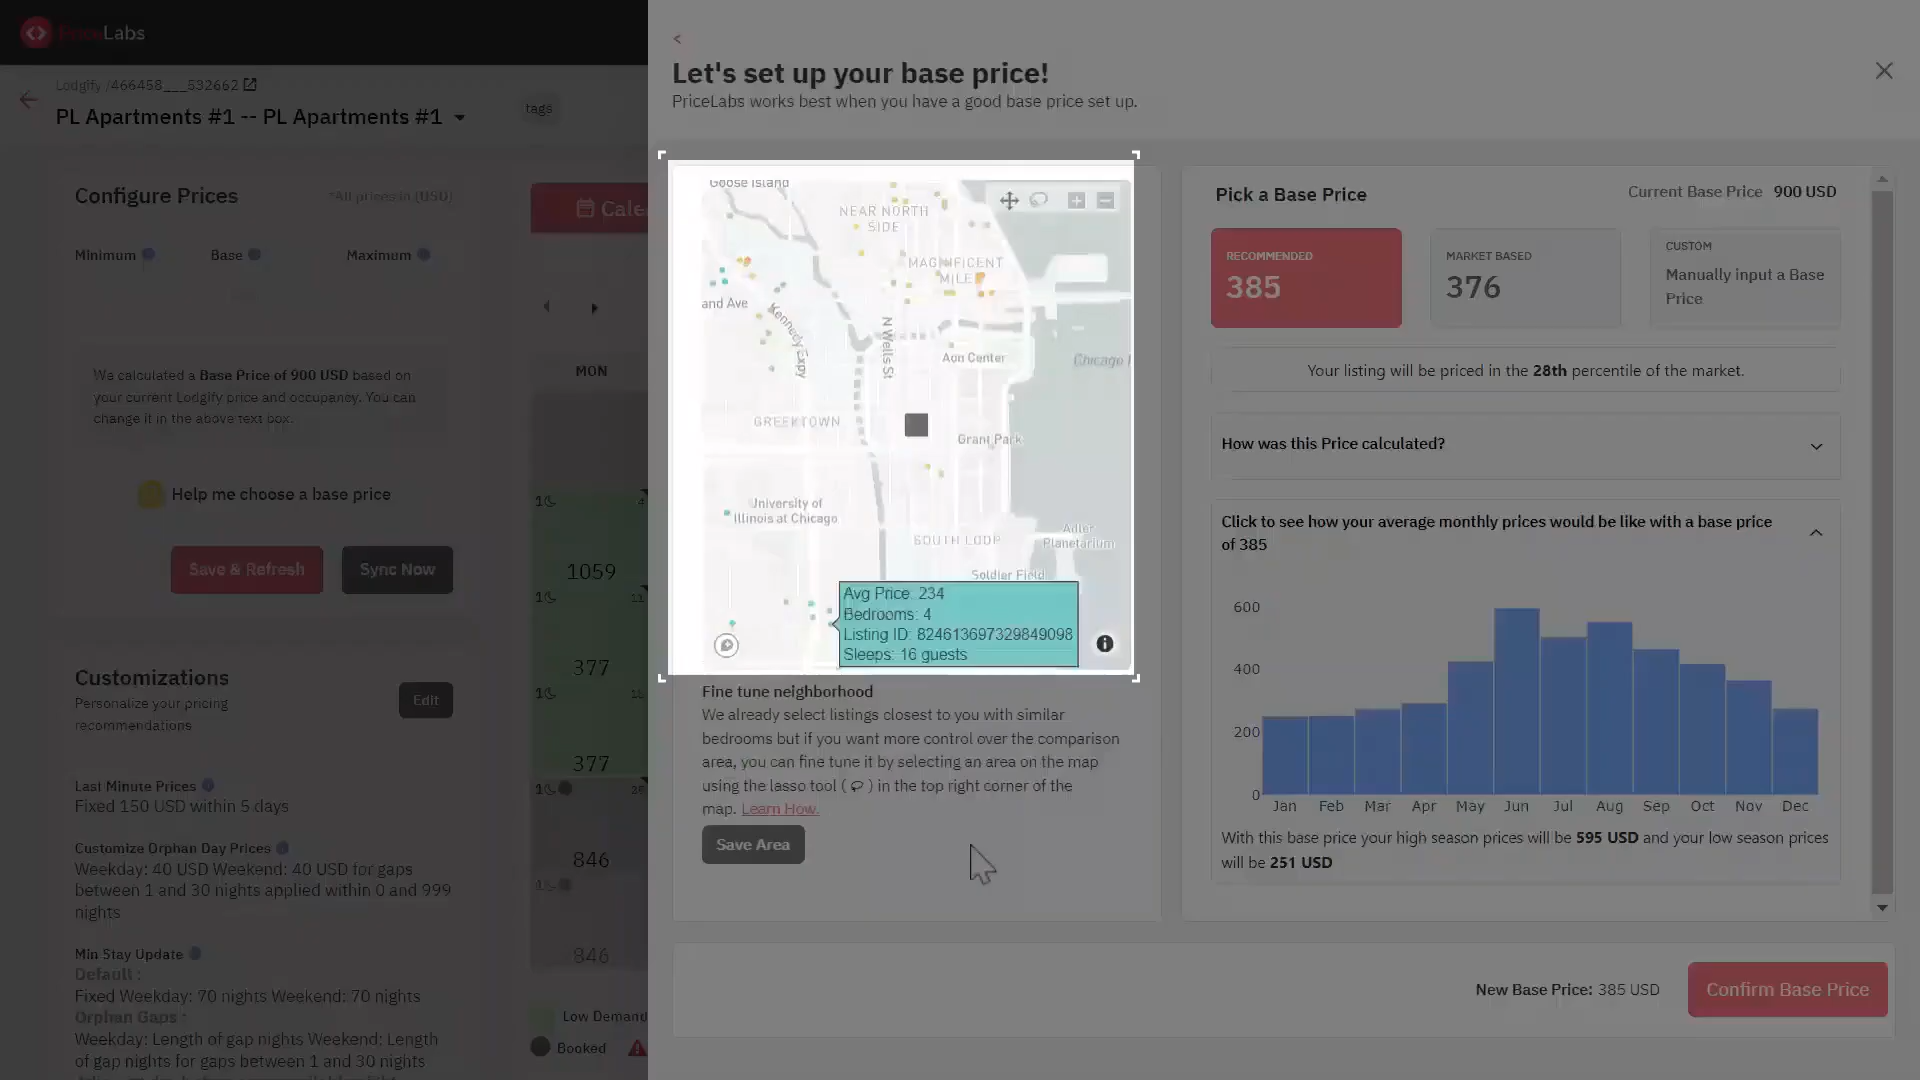 PriceLabs
Lodgify /466458___532662
PL Apartments #1 -- PL Apartments #1
tags
Configure Prices
*All prices in (USD)
Minimum
Base
Maximum
We calculated a Base Price of 900 USD based on
your current Lodgify price and occupancy. You can
change it in the above text box.
Help me choose a base price
Save & Refresh
Sync Now
Customizations
Personalize your pricing
recommendations
Edit
Last Minute Prices
Fixed 150 USD within 5 days
Customize Orphan Day Prices
Weekday: 40 USD Weekend: 40 USD for gaps
between 1 and 30 nights applied within 0 and 999
nights
Min Stay Update
Default :
Fixed Weekday: 70 nights Weekend: 70 nights
Orphan Gaps :
Weekday: Length of gap nights Weekend: Length
of gap nights for gaps between 1 and 30 nights
MON
1
4
1059
1
11
377
1
377
1
846
846
Low Demand
Booked
<
Let's set up your base price!
PriceLabs works best when you have a good base price set up.
Goose Island
NEAR NORTH
SIDE
MAGNIFICENT
MILE
and Ave
Kennedy Expy
N Wells St
Aon Center
Chicago
GREEKTOWN
Grant Park
University of
Illinois at Chicago
SOUTH LOOP
Adler
Planetarium
Soldier Field
Avg Price: 234
Bedrooms: 4
Listing ID: 824613697329849098
Sleeps: 16 guests
Fine tune neighborhood
We already select listings closest to you with similar
bedrooms but if you want more control over the comparison
area, you can fine tune it by selecting an area on the map
using the lasso tool ( ) in the top right corner of the
map. Learn How.
Save Area
Pick a Base Price
Current Base Price 900 USD
RECOMMENDED
385
MARKET BASED
376
CUSTOM
Manually input a Base
Price
Your listing will be priced in the 28th percentile of the market.
How was this Price calculated?
Click to see how your average monthly prices would be like with a base price
of 385
600
400
200
0
Jan Feb Mar Apr May Jun Jul Aug Sep Oct Nov Dec
With this base price your high season prices will be 595 USD and your low season prices
will be 251 USD
New Base Price: 385 USD
Confirm Base Price